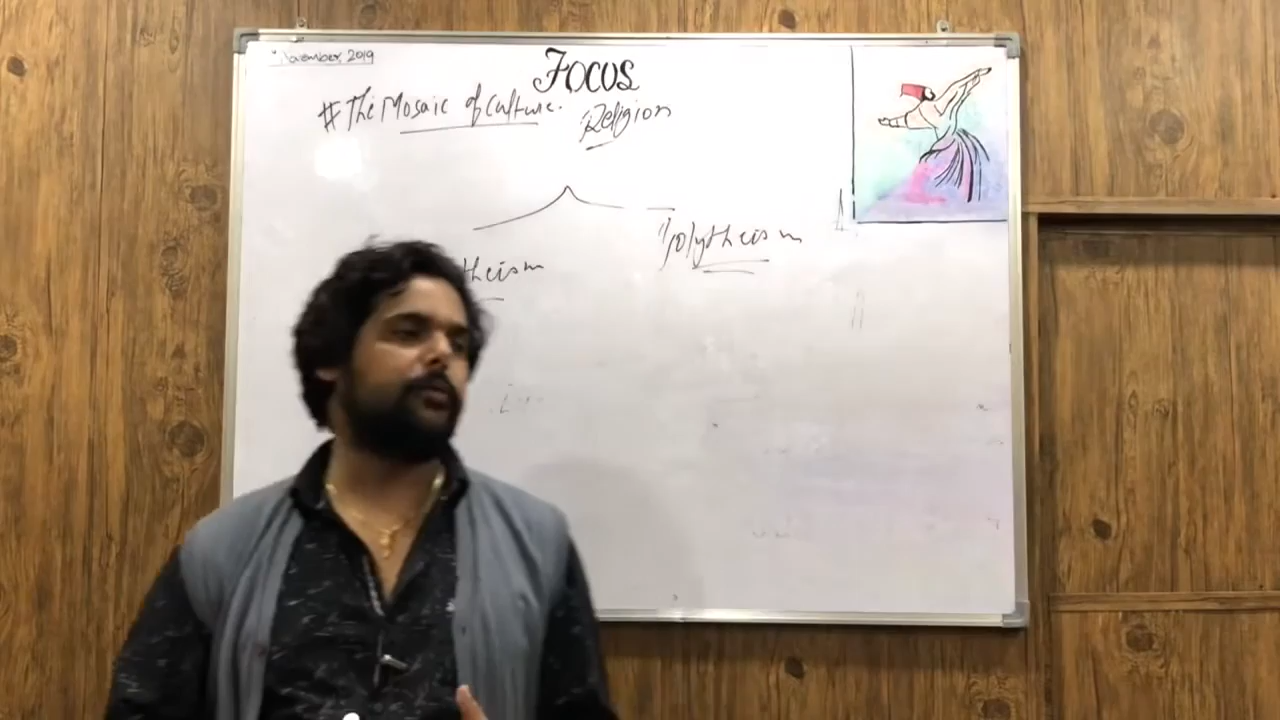 November, 2019
FOCUS
#The Mosaic of Culture.
Religion
Polytheism
theism